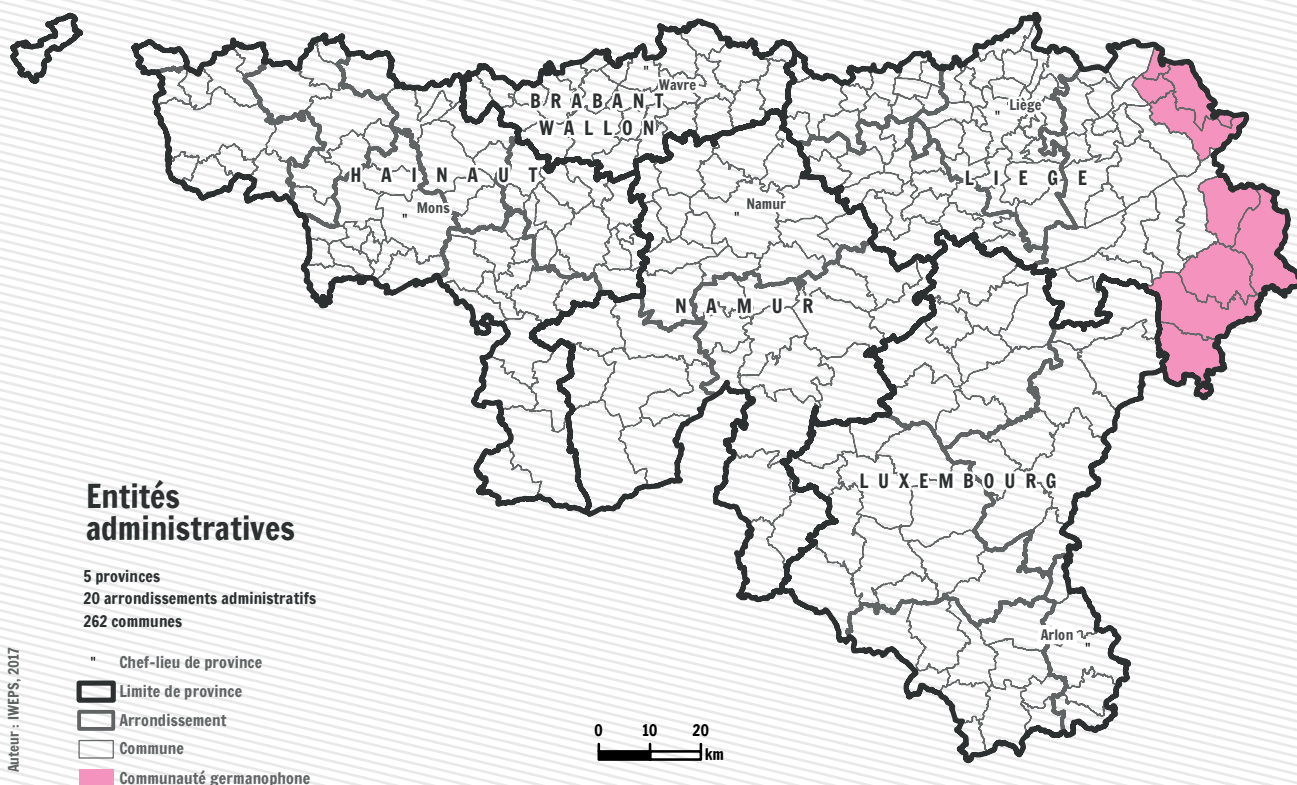 Wavre
BRABANT
WALLON
Liège
HAINAUT
LIEGE
Mons
Namur
NAMUR
LUXEMBOURG
Arlon
Entités
administratives
5 provinces
20 arrondissements administratifs
262 communes
" Chef-lieu de province
Limite de province
Arrondissement
Commune
Communauté germanophone
0 10 20
km
Auteur : IWEPS, 2017